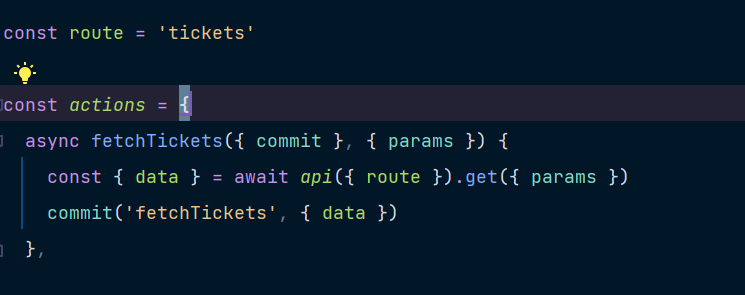 const route = 'tickets'
const actions = {
async fetchTickets({ commit }, { params }) {
const { data } = await api({ route }).get({ params })
commit('fetchTickets', { data })
},